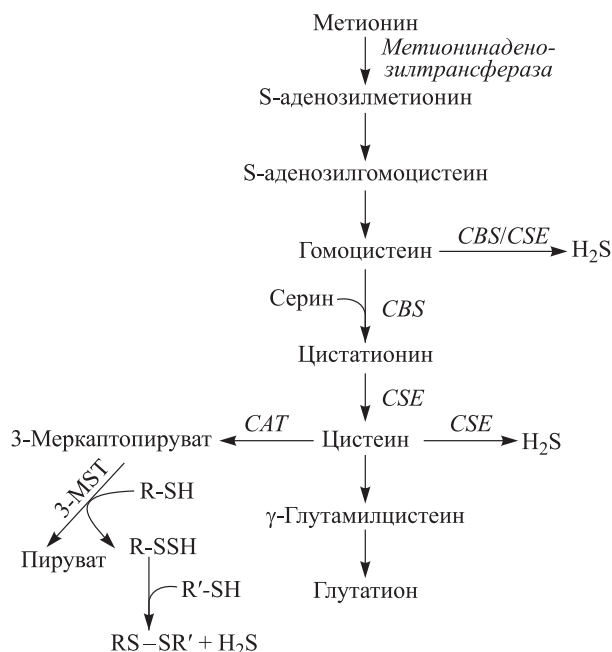 Метионин
Метионинадено-
зилтрансфераза
S-аденозилметионин
S-аденозилгомоцистеин
Гомоцистеин CBS/CSE H₂S
Серин CBS
Цистатионин
CSE
3-Меркаптопируват CAT Цистеин CSE H₂S
3-MST R-SH
γ-Глутамилцистеин
Пируват R-SSH
R′-SH Глутатион
RS–SR′ + H₂S